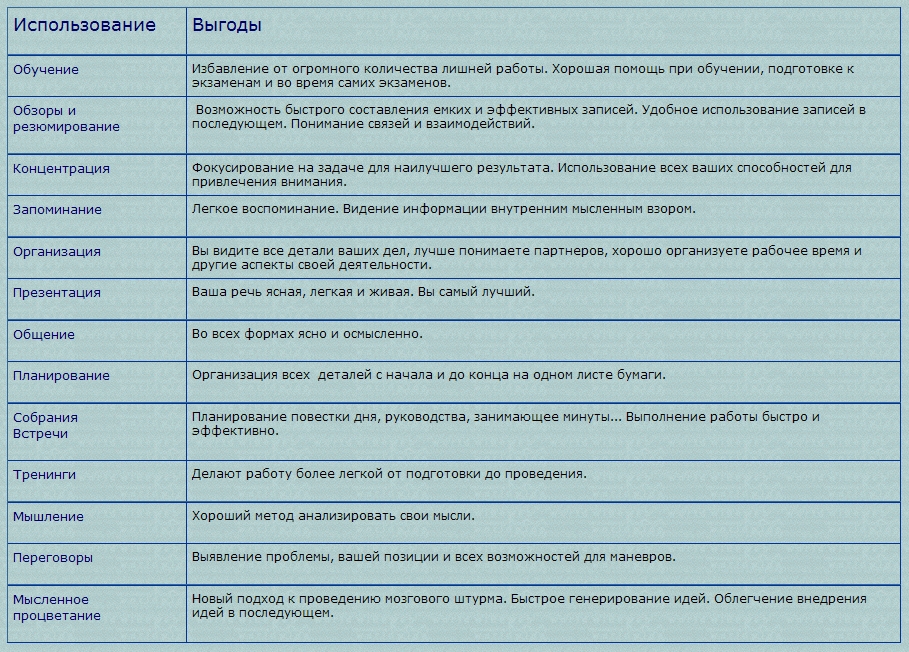 Использование
Выгоды
Обучение
Избавление от огромного количества лишней работы. Хорошая помощь при обучении, подготовке к
экзаменам и во время самих экзаменов.
Обзоры и
резюмирование
Возможность быстрого составления емких и эффективных записей. Удобное использование записей в
последующем. Понимание связей и взаимодействий.
Концентрация
Фокусирование на задаче для наилучшего результата. Использование всех ваших способностей для
привлечения внимания.
Запоминание
Легкое воспоминание. Видение информации внутренним мысленным взором.
Организация
Вы видите все детали ваших дел, лучше понимаете партнеров, хорошо организуете рабочее время и
другие аспекты своей деятельности.
Презентация
Ваша речь ясная, легкая и живая. Вы самый лучший.
Общение
Во всех формах ясно и осмысленно.
Планирование
Организация всех  деталей с начала и до конца на одном листе бумаги.
Собрания
Встречи
Планирование повестки дня, руководства, занимающее минуты... Выполнение работы быстро и
эффективно.
Тренинги
Делают работу более легкой от подготовки до проведения.
Мышление
Хороший метод анализировать свои мысли.
Переговоры
Выявление проблемы, вашей позиции и всех возможностей для маневров.
Мысленное
процветание
Новый подход к проведению мозгового штурма. Быстрое генерирование идей. Облегчение внедрения
идей в последующем.